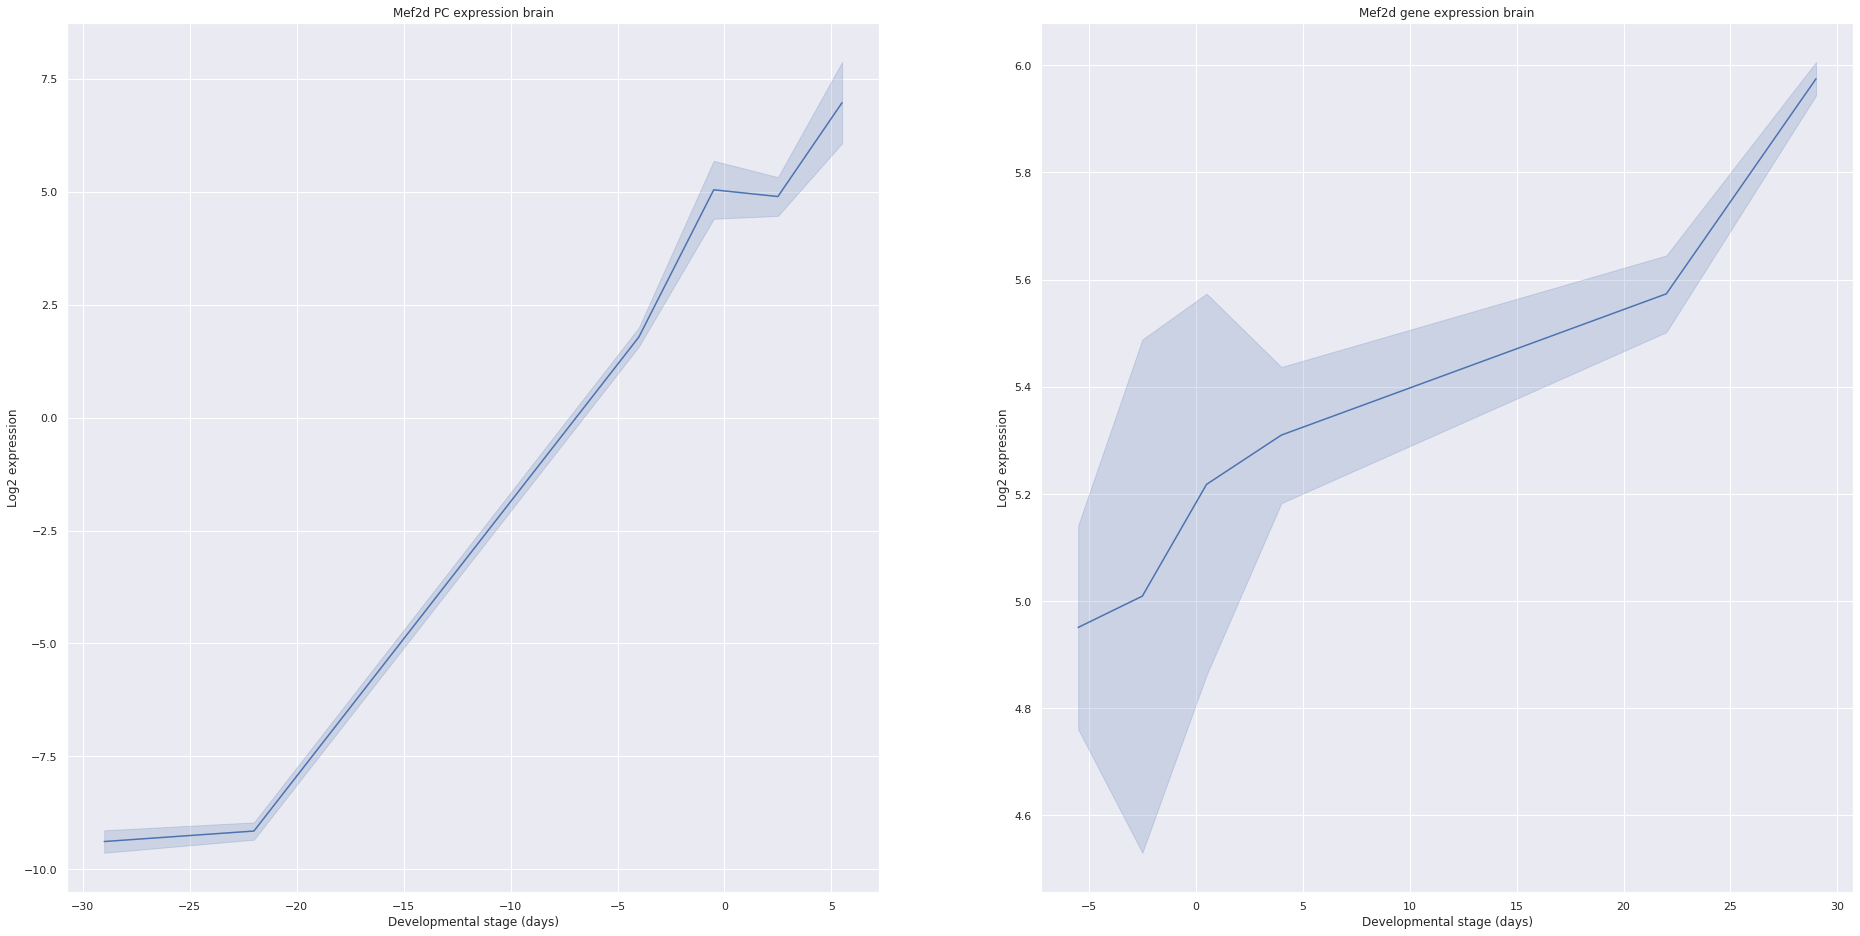 Mef2d PC expression brain
Log2 expression
7.5
5.0
2.5
0.0
−2.5
−5.0
−7.5
−10.0
−30 −25 −20 −15 −10 −5 0 5
Developmental stage (days)
Mef2d gene expression brain
Log2 expression
6.0
5.8
5.6
5.4
5.2
5.0
4.8
4.6
−5 0 5 10 15 20 25 30
Developmental stage (days)